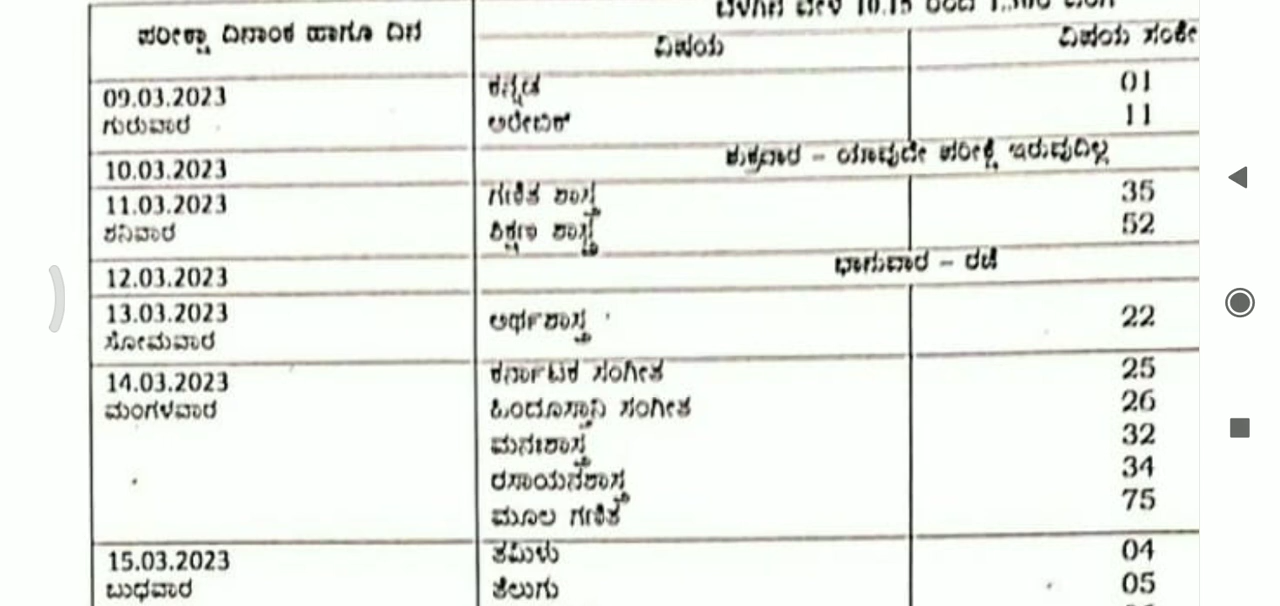 ಪರೀಕ್ಷಾ ದಿನಾಂಕ ಹಾಗೂ ದಿನ
ವಿಷಯ
ವಿಷಯ ಸಂಕೇ
09.03.2023
ಗುರುವಾರ
ಕನ್ನಡ 01
ಅರೇಬಿಕ್ 11
10.03.2023
ಶುಕ್ರವಾರ – ಯಾವುದೇ ಪರೀಕ್ಷೆ ಇರುವುದಿಲ್ಲ
11.03.2023
ಶನಿವಾರ
ಗಣಿತ ಶಾಸ್ತ್ರ 35
ಶಿಕ್ಷಣ ಶಾಸ್ತ್ರ 52
12.03.2023
ಭಾನುವಾರ – ರಜೆ
13.03.2023
ಸೋಮವಾರ
ಅರ್ಥಶಾಸ್ತ್ರ 22
14.03.2023
ಮಂಗಳವಾರ
ಕರ್ನಾಟಕ ಸಂಗೀತ 25
ಹಿಂದೂಸ್ತಾನಿ ಸಂಗೀತ 26
ಮನಃಶಾಸ್ತ್ರ 32
ರಸಾಯನಶಾಸ್ತ್ರ 34
ಮೂಲ ಗಣಿತ 75
15.03.2023
ಬುಧವಾರ
ತಮಿಳು 04
ತೆಲುಗು 05